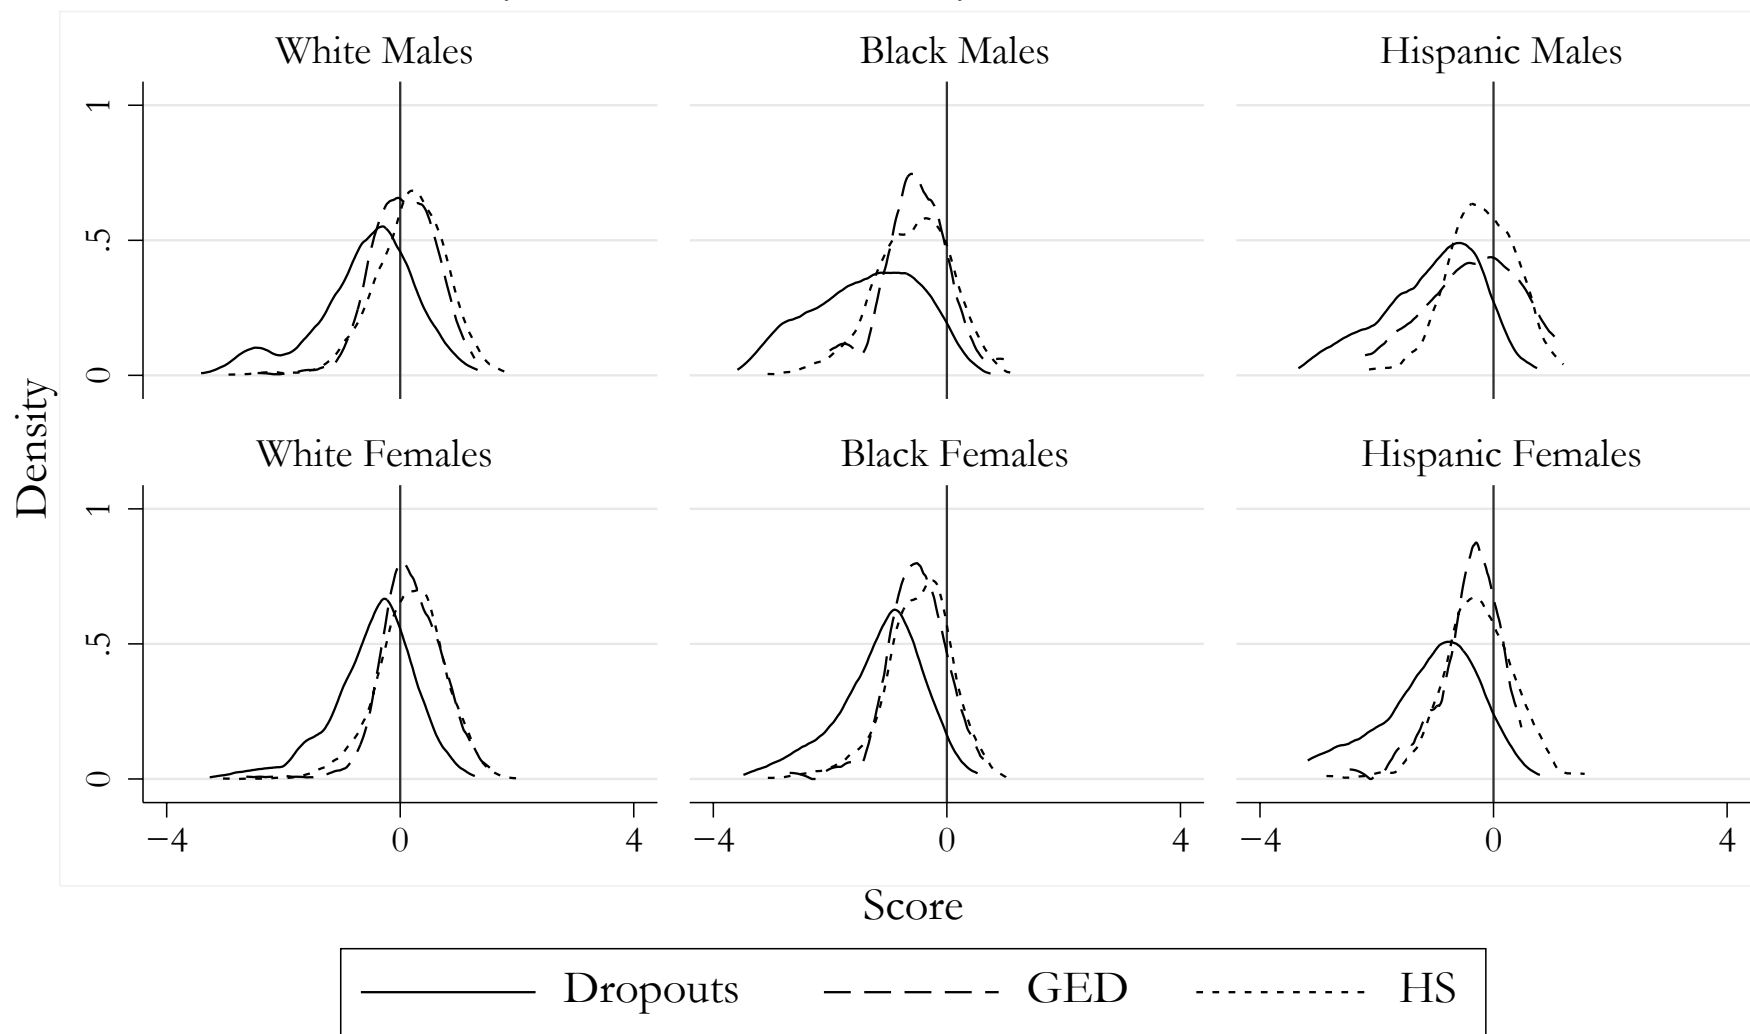 White Males Black Males Hispanic Males
1
.5
0
Density
White Females Black Females Hispanic Females
1
.5
0
−4 0 4 −4 0 4 −4 0 4
Score
Dropouts GED HS